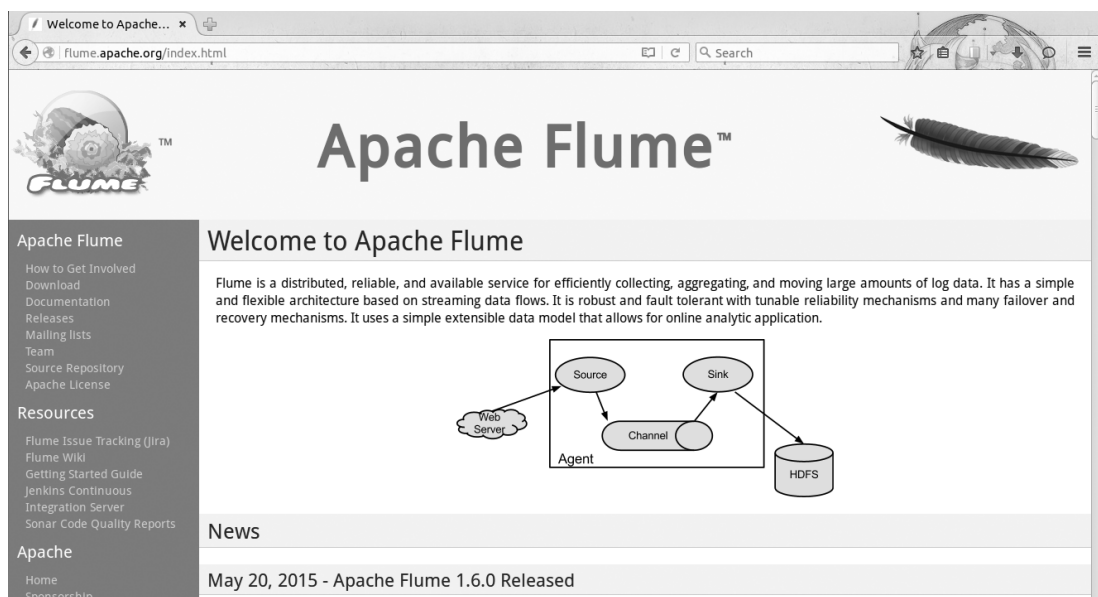 Welcome to Apache...
flume.apache.org/index.html
Search
FLUME
TM
Apache Flume™
Apache Flume
How to Get Involved
Download
Documentation
Releases
Mailing lists
Team
Source Repository
Apache License
Resources
Flume Issue Tracking (Jira)
Flume Wiki
Getting Started Guide
Jenkins Continuous
Integration Server
Sonar Code Quality Reports
Apache
Home
Sponsorship
Welcome to Apache Flume
Flume is a distributed, reliable, and available service for efficiently collecting, aggregating, and moving large amounts of log data. It has a simple
and flexible architecture based on streaming data flows. It is robust and fault tolerant with tunable reliability mechanisms and many failover and
recovery mechanisms. It uses a simple extensible data model that allows for online analytic application.
Source
Sink
Web
Server
Channel
Agent
HDFS
News
May 20, 2015 - Apache Flume 1.6.0 Released